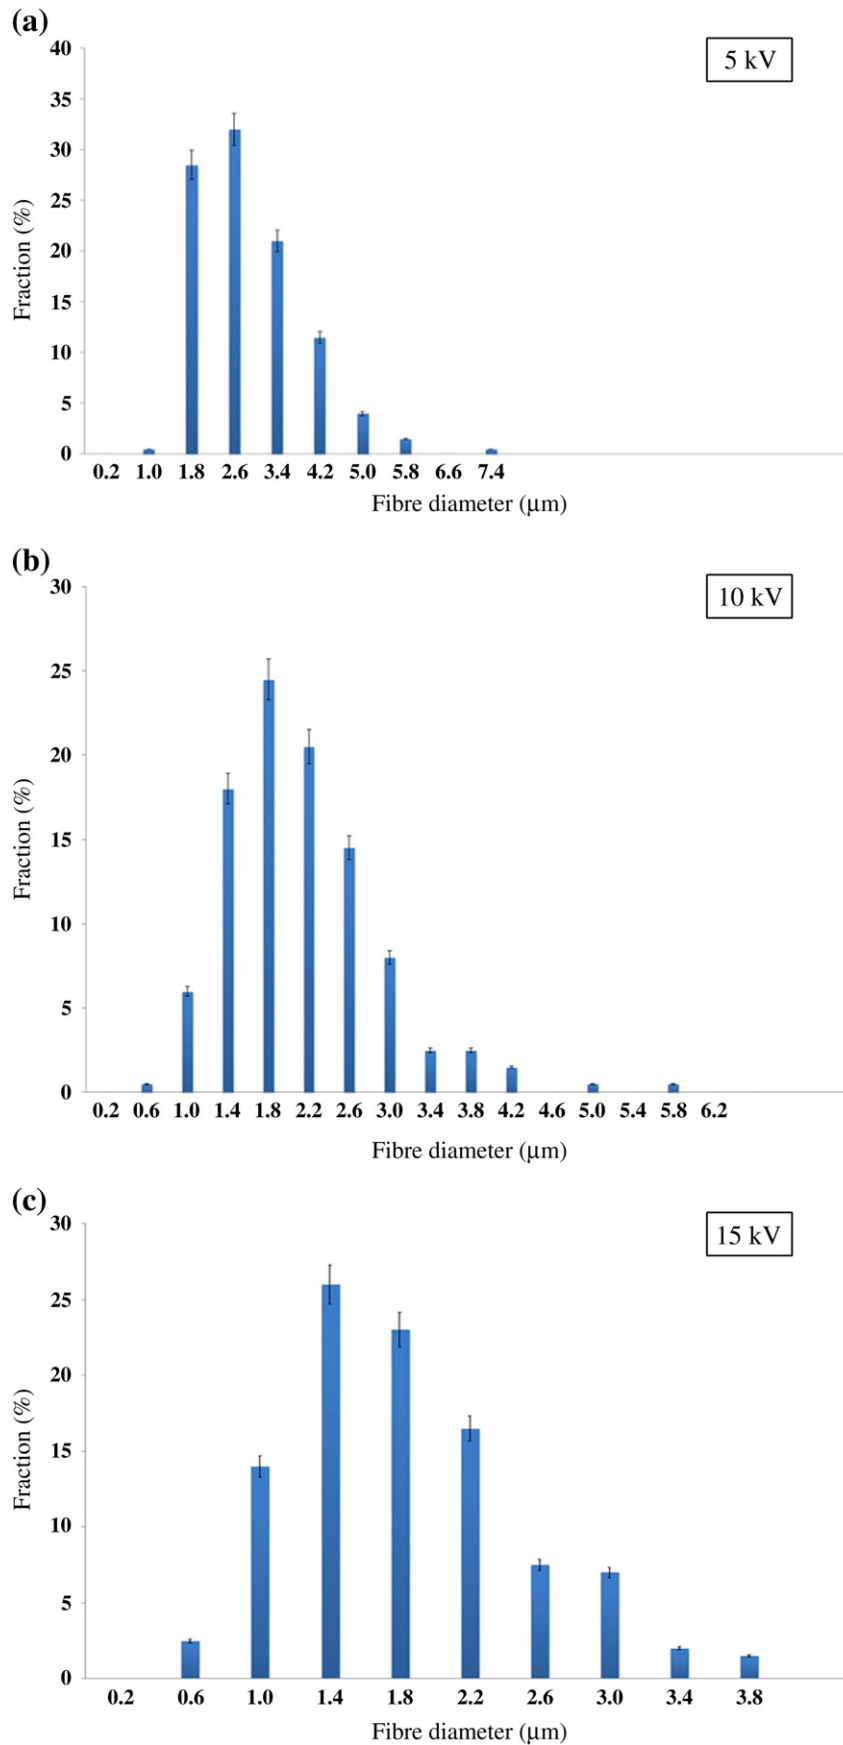 (a)
5 kV
40
35
30
25
20
15
10
5
0
Fraction (%)
0.2 1.0 1.8 2.6 3.4 4.2 5.0 5.8 6.6 7.4
Fibre diameter (μm)
(b)
10 kV
30
25
20
15
10
5
0
Fraction (%)
0.2 0.6 1.0 1.4 1.8 2.2 2.6 3.0 3.4 3.8 4.2 4.6 5.0 5.4 5.8 6.2
Fibre diameter (μm)
(c)
15 kV
30
25
20
15
10
5
0
Fraction (%)
0.2 0.6 1.0 1.4 1.8 2.2 2.6 3.0 3.4 3.8
Fibre diameter (μm)